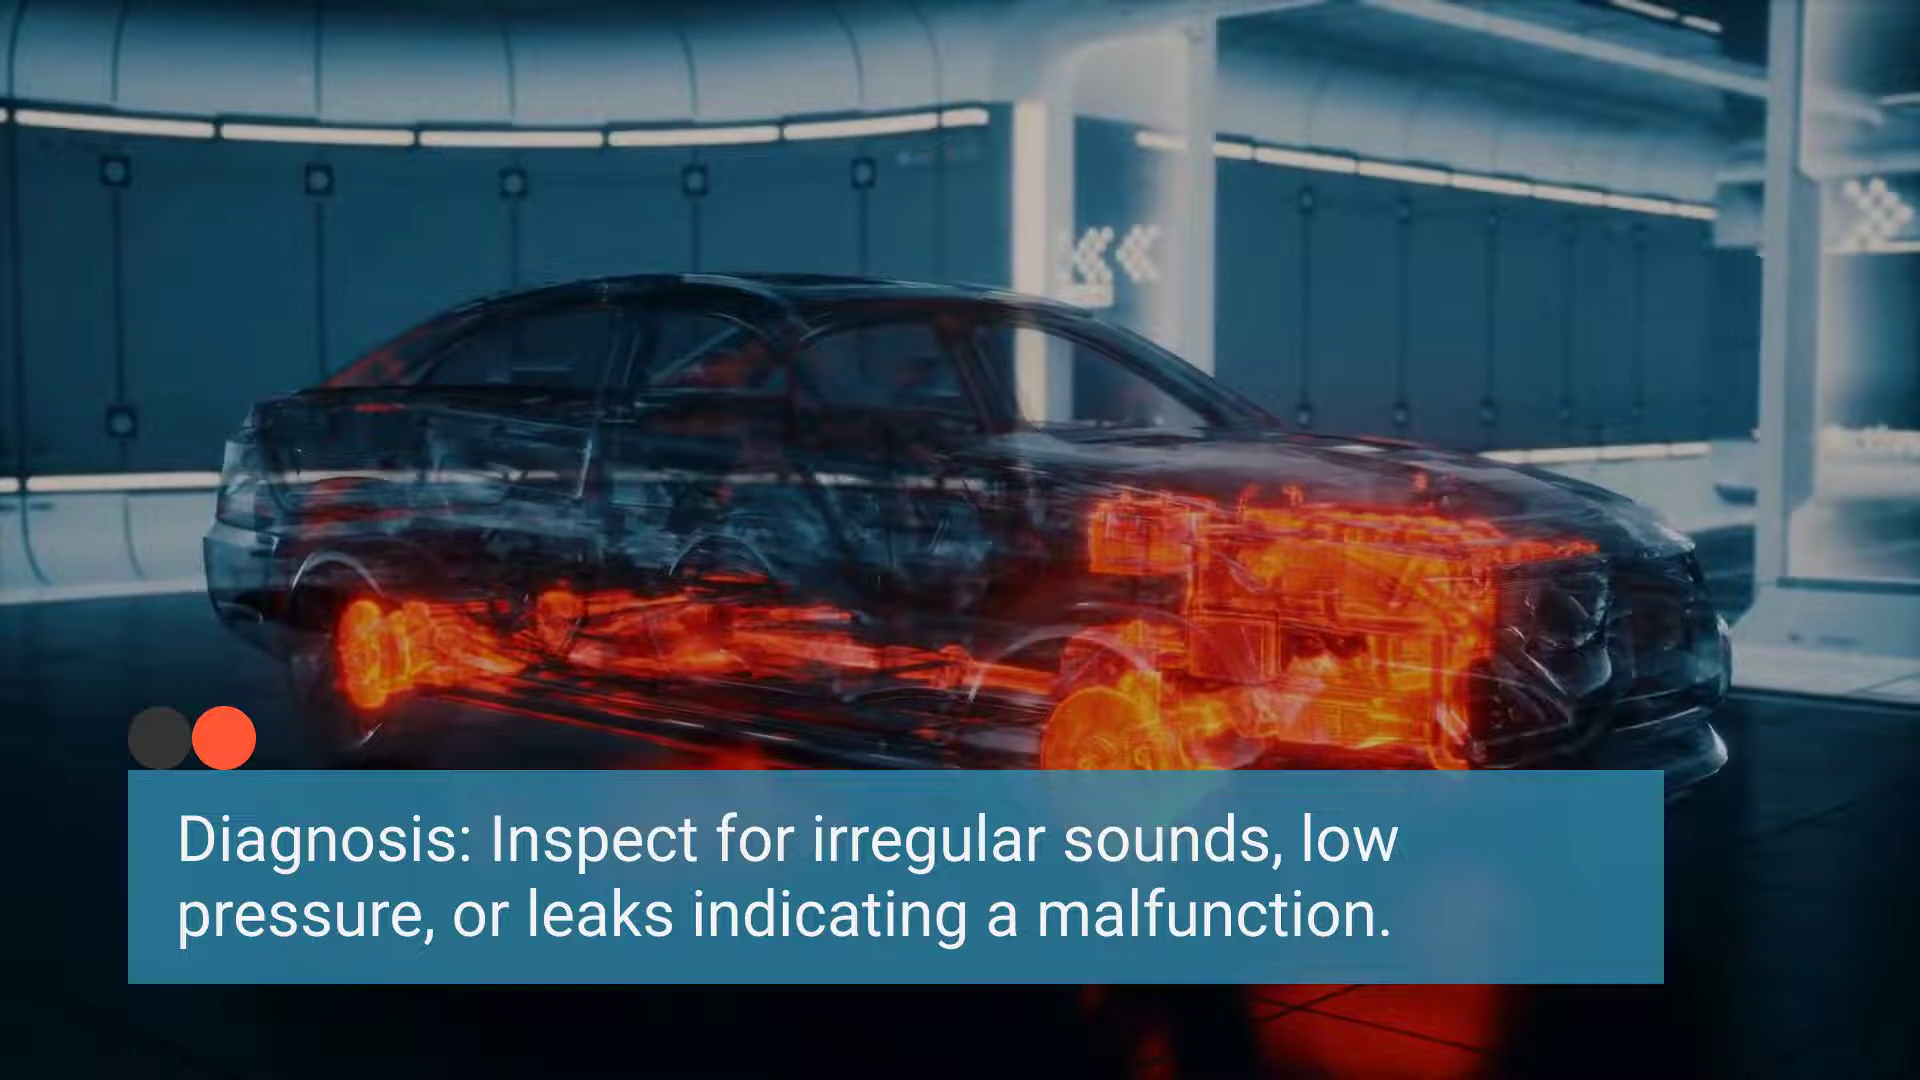 Diagnosis: Inspect for irregular sounds, low
pressure, or leaks indicating a malfunction.